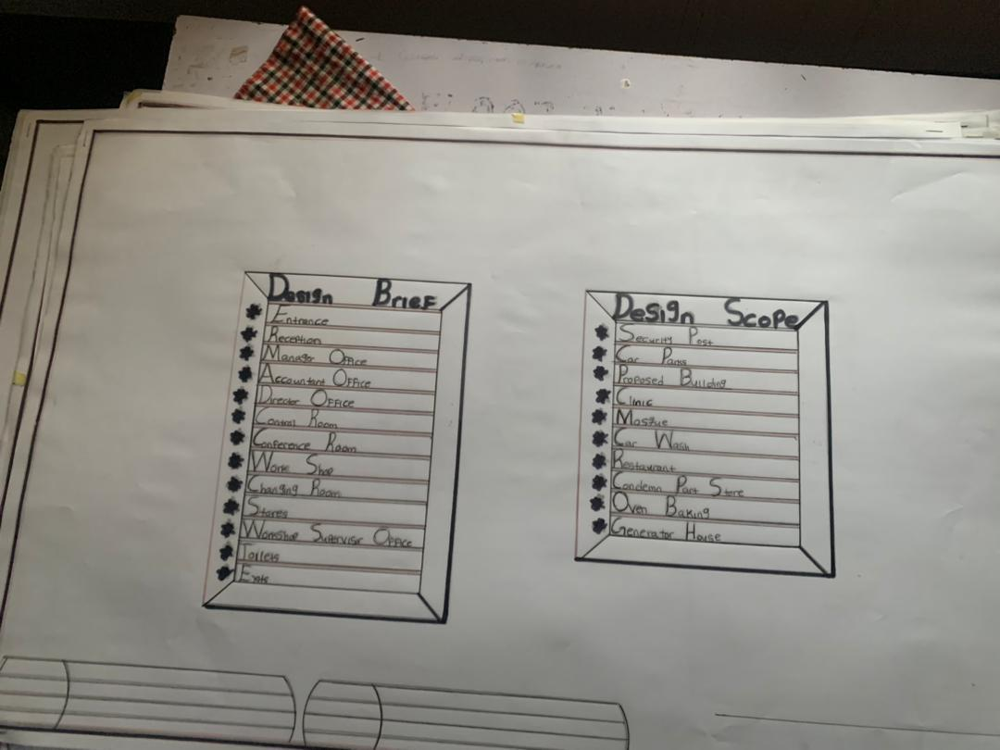 Design Brief
Entrance
Reception
Manager Office
Accountant Office
Director Office
Control Room
Conference Room
Work Shop
Changing Room
Stores
Workshop Supervisor Office
Toilets
Exits
Design Scope
Security Post
Car Parks
Proposed Building
Clinic
Mosque
Car Wash
Restaurant
Condemn Part Store
Oven Baking
Generator House